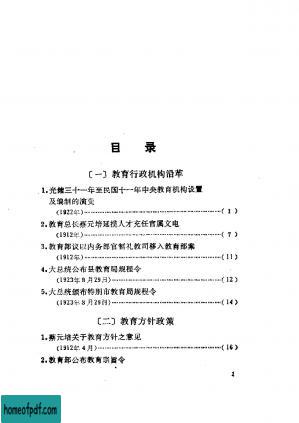 目录
〔一〕教育行政机构沿革
1.光绪三十一年至民国十一年中央教育机构设置
及编制的演变
(1922年)(1)
2.教育总长蔡元培延揽人才充任官属文电
(1912年)(7)
3.教育部议以内务部官制礼教司移入教育部案
(1912年)(11)
4.大总统公布县教育局规程令
(1923年8月29日)(12)
5.大总统颁布特别市教育局规程令
(1923年8月29日)(14)
〔二〕教育方针政策
1.蔡元培关于教育方针之意见
(1912年4月)(16)
2.教育部公布教育宗旨令
1
homeofpdf.com
homeofpdf.com